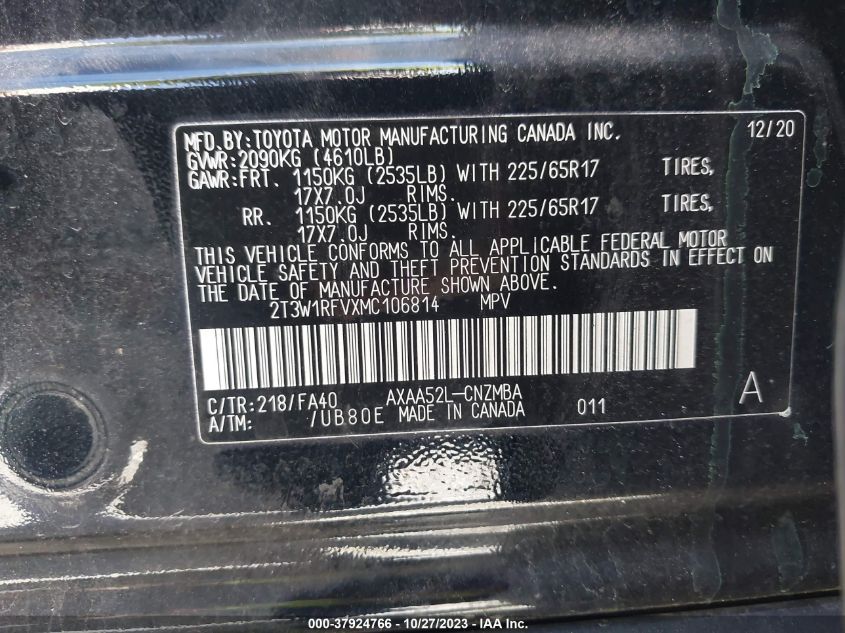 MFD.BY:TOYOTA MOTOR MANUFACTURING CANADA INC. 12/20
GVWR:2090KG (4610LB)
GAWR:FRT. 1150KG (2535LB) WITH 225/65R17 TIRES,
17X7.0J RIMS.
RR. 1150KG (2535LB) WITH 225/65R17 TIRES,
17X7.0J RIMS.
THIS VEHICLE CONFORMS TO ALL APPLICABLE FEDERAL MOTOR
VEHICLE SAFETY AND THEFT PREVENTION STANDARDS IN EFFECT ON
THE DATE OF MANUFACTURE SHOWN ABOVE.
2T3W1RFVXMC106814 MPV
C/TR:218/FA40 AXAA52L-CNZMBA A
A/TM: /UB80E MADE IN CANADA 011
000-37924766 - 10/27/2023 - IAA Inc.